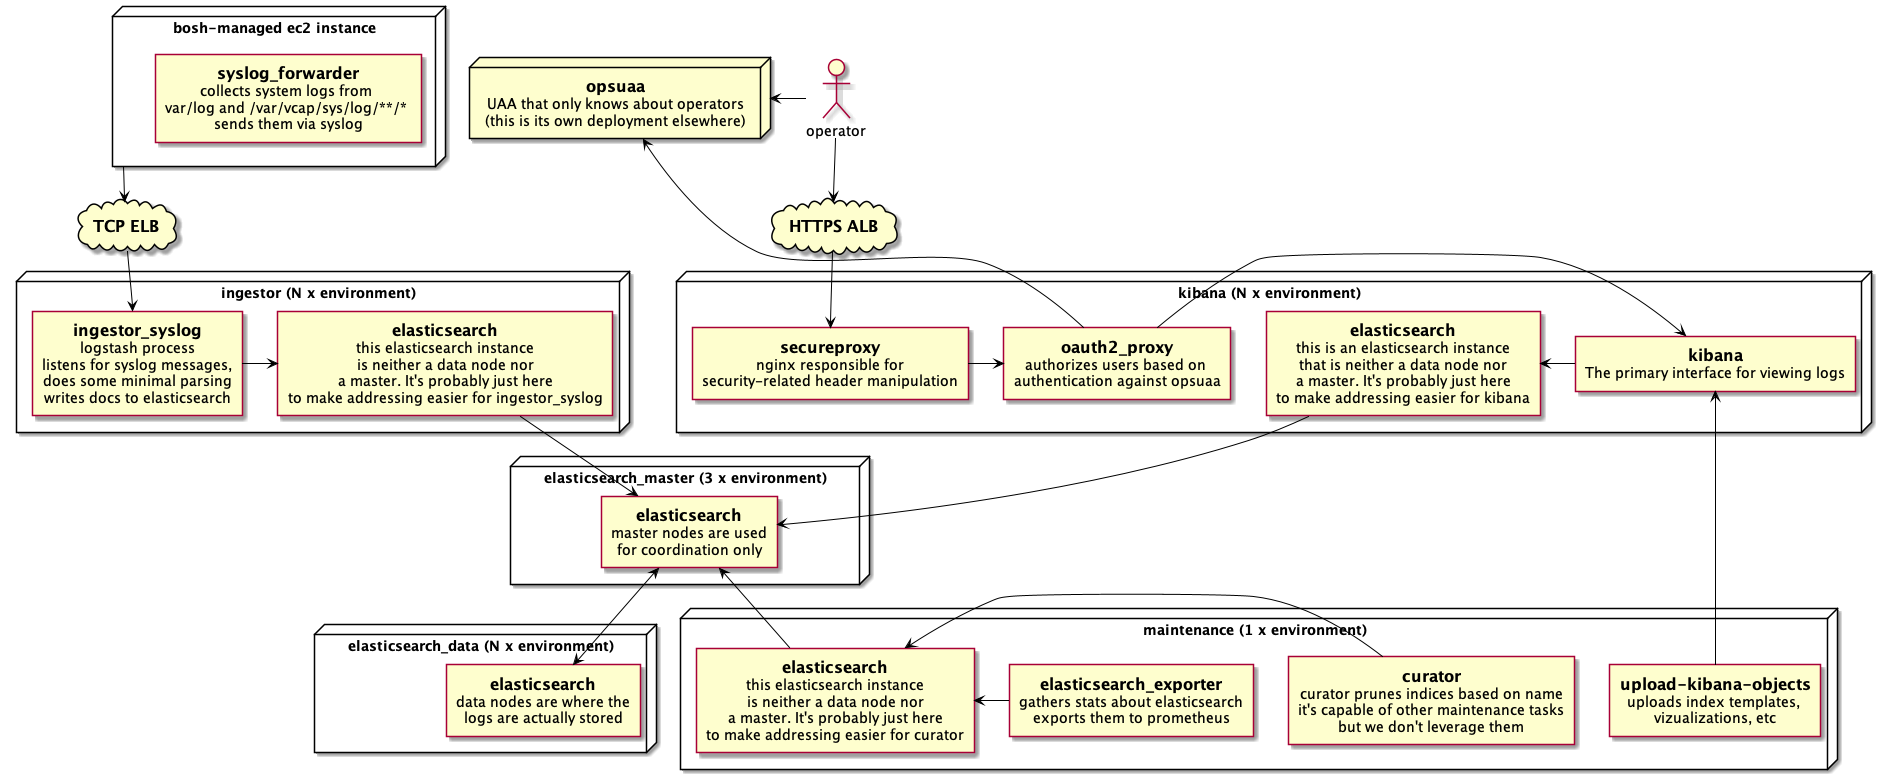 bosh-managed ec2 instance
syslog_forwarder
collects system logs from
var/log and /var/vcap/sys/log/**/*
sends them via syslog
opsuaa
UAA that only knows about operators
(this is its own deployment elsewhere)
operator
TCP ELB
HTTPS ALB
ingestor (N x environment)
ingestor_syslog
logstash process
listens for syslog messages,
does some minimal parsing
writes docs to elasticsearch
elasticsearch
this elasticsearch instance
is neither a data node nor
a master. It's probably just here
to make addressing easier for ingestor_syslog
kibana (N x environment)
secureproxy
nginx responsible for
security-related header manipulation
oauth2_proxy
authorizes users based on
authentication against opsuaa
elasticsearch
this is an elasticsearch instance
that is neither a data node nor
a master. It's probably just here
to make addressing easier for kibana
kibana
The primary interface for viewing logs
elasticsearch_master (3 x environment)
elasticsearch
master nodes are used
for coordination only
elasticsearch_data (N x environment)
elasticsearch
data nodes are where the
logs are actually stored
maintenance (1 x environment)
elasticsearch
this elasticsearch instance
is neither a data node nor
a master. It's probably just here
to make addressing easier for curator
elasticsearch_exporter
gathers stats about elasticsearch
exports them to prometheus
curator
curator prunes indices based on name
it's capable of other maintenance tasks
but we don't leverage them
upload-kibana-objects
uploads index templates,
vizualizations, etc